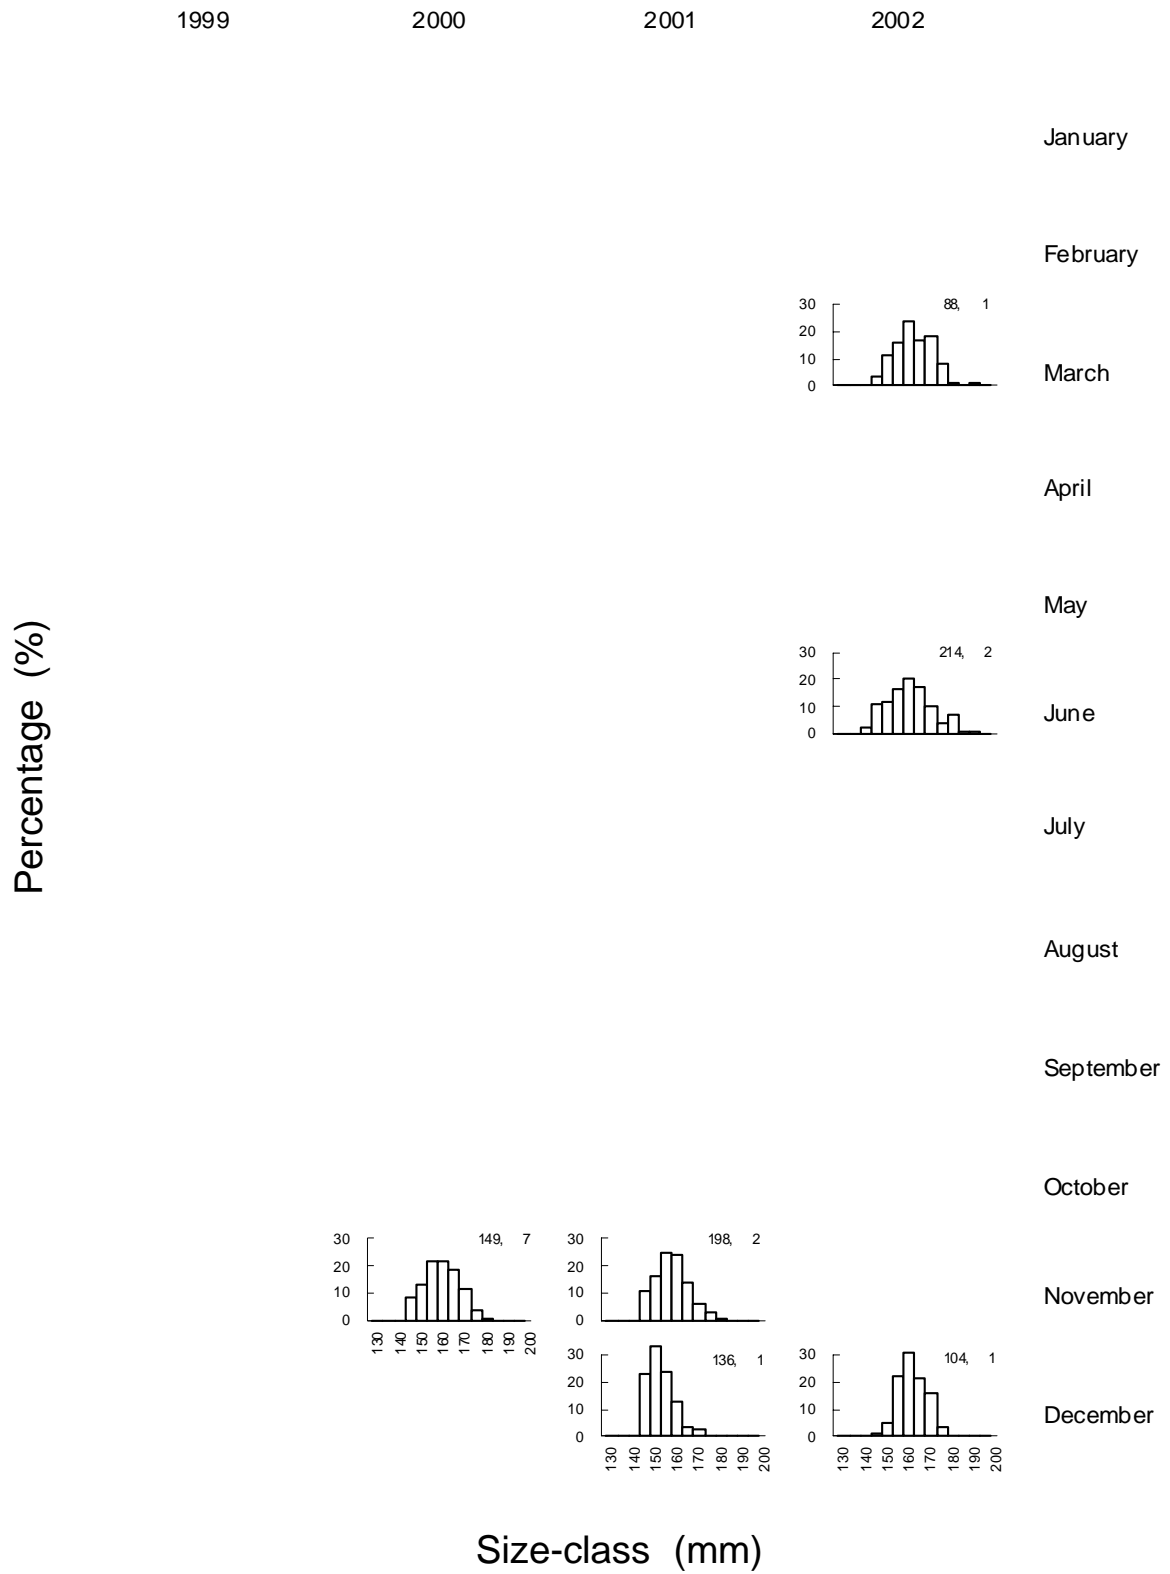 1999 2000 2001 2002
January
February
30 88, 1
20
10
0
March
April
May
30 214, 2
20
10
0
June
July
August
September
October
30 149, 7 30 198, 2
20 20
10 10
0 0
November
130 140 150 160 170 180 190 200
30 136, 1 30 104, 1
20 20
10 10
0 0
December
130 140 150 160 170 180 190 200 130 140 150 160 170 180 190 200
Percentage (%)
Size-class (mm)